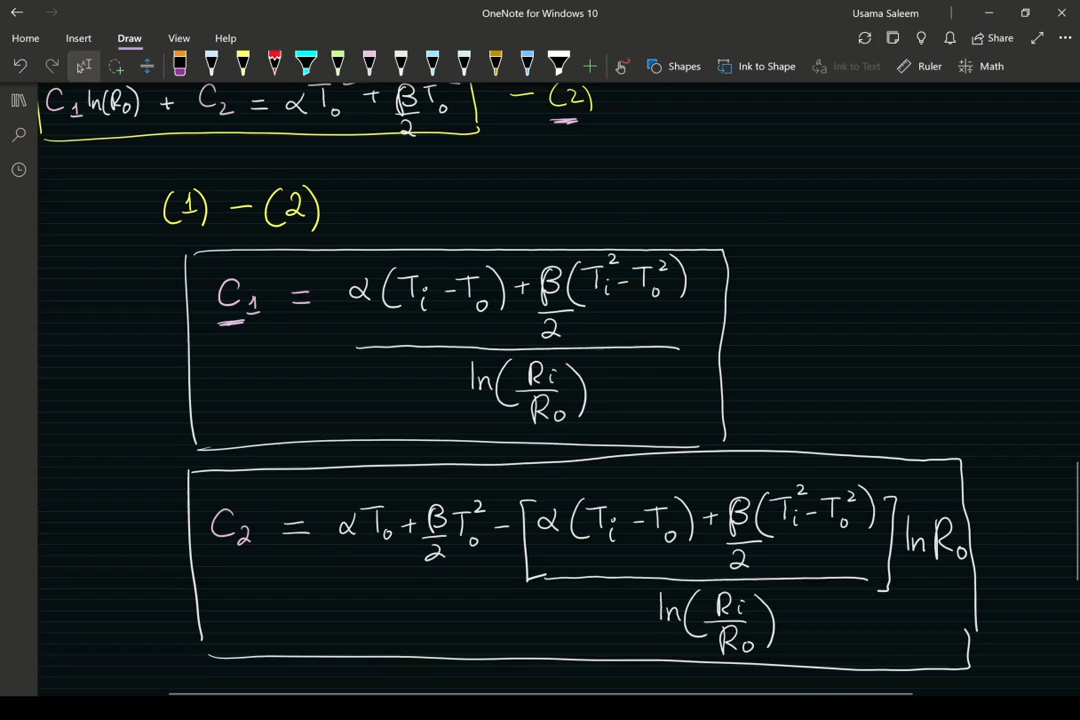 OneNote for Windows 10
Usama Saleem
Home Insert Draw View Help
Share
Shapes Ink to Shape Ink to Text Ruler Math
C₁ ln(R₀) + C₂ = αT₀ + β/2 T₀² - (2)
(1) - (2)
C₁ = α(Tᵢ - T₀) + β/2 (Tᵢ² - T₀²)
ln(Rᵢ/R₀)
C₂ = αT₀ + β/2 T₀² - [α(Tᵢ - T₀) + β/2 (Tᵢ² - T₀²)] ln R₀
ln(Rᵢ/R₀)